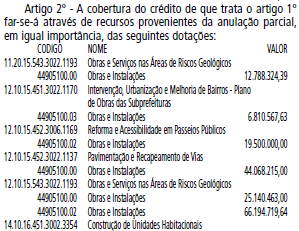 Artigo 2º - A cobertura do crédito de que trata o artigo 1º
far-se-á através de recursos provenientes da anulação parcial,
em igual importância, das seguintes dotações:
CODIGO NOME VALOR
11.20.15.543.3022.1193 Obras e Serviços nas Áreas de Riscos Geológicos
44905100.00 Obras e Instalações 12.788.324,39
12.10.15.451.3022.1170 Intervenção, Urbanização e Melhoria de Bairros - Plano
de Obras das Subprefeituras
44905100.03 Obras e Instalações 6.810.567,63
12.10.15.452.3006.1169 Reforma e Acessibilidade em Passeios Públicos
44905100.02 Obras e Instalações 19.500.000,00
12.10.15.452.3022.1137 Pavimentação e Recapeamento de Vias
44905100.00 Obras e Instalações 44.068.215,00
12.10.15.543.3022.1193 Obras e Serviços nas Áreas de Riscos Geológicos
44905100.00 Obras e Instalações 25.140.463,00
44905100.02 Obras e Instalações 66.194.719,64
14.10.16.451.3002.3354 Construção de Unidades Habitacionais